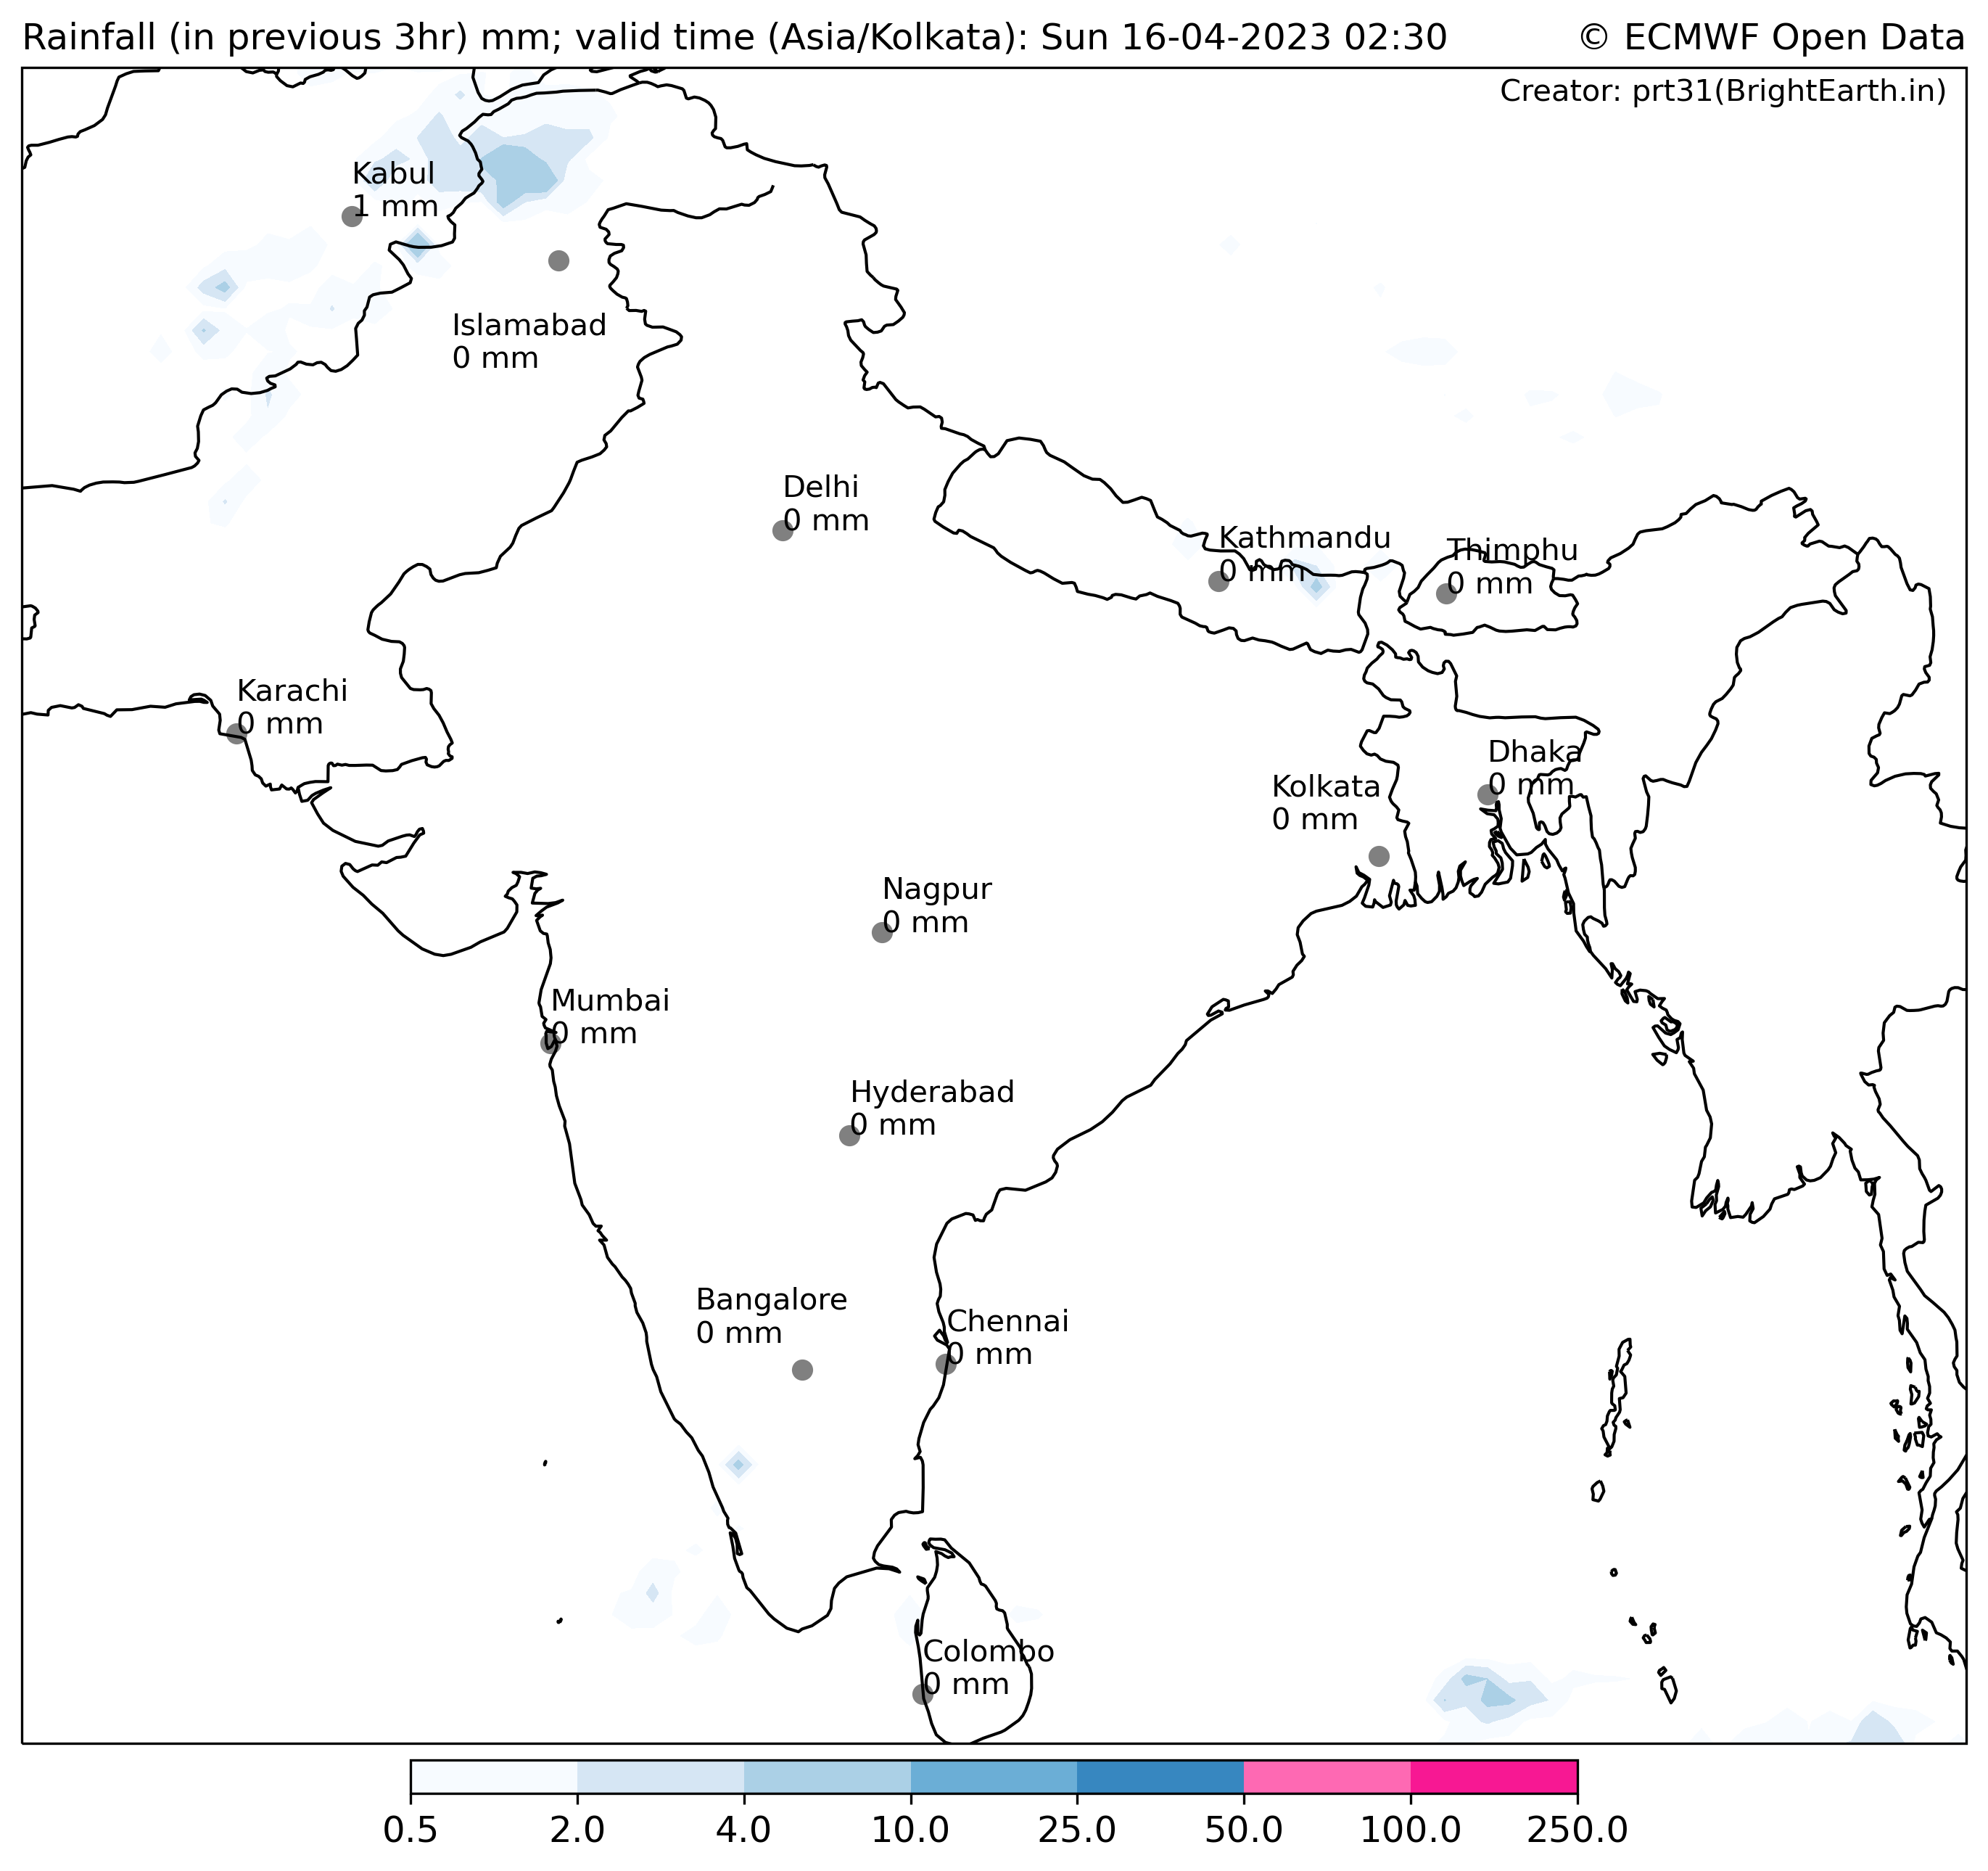 Rainfall (in previous 3hr) mm; valid time (Asia/Kolkata): Sun 16-04-2023 02:30
© ECMWF Open Data
Creator: prt31(BrightEarth.in)
Kabul
1 mm
Islamabad
0 mm
Delhi
0 mm
Kathmandu
0 mm
Thimphu
0 mm
Karachi
0 mm
Dhaka
0 mm
Kolkata
0 mm
Nagpur
0 mm
Mumbai
0 mm
Hyderabad
0 mm
Bangalore
0 mm
Chennai
0 mm
Colombo
0 mm
0.5 2.0 4.0 10.0 25.0 50.0 100.0 250.0